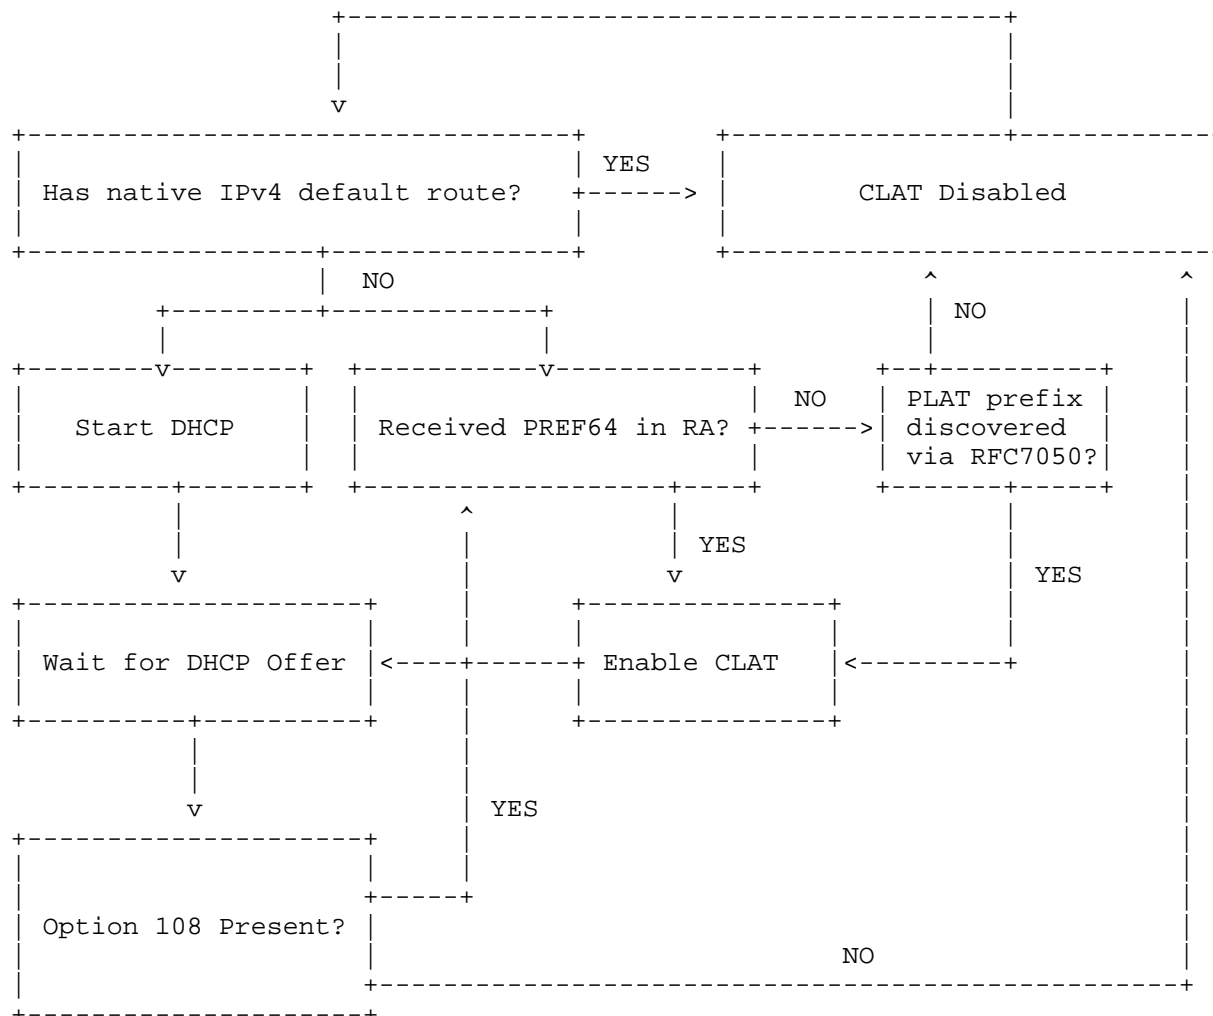 YES
Has native IPv4 default route?
CLAT Disabled
NO
NO
Start DHCP
Received PREF64 in RA?
NO
PLAT prefix
discovered
via RFC7050?
YES
YES
Wait for DHCP Offer
Enable CLAT
YES
Option 108 Present?
NO